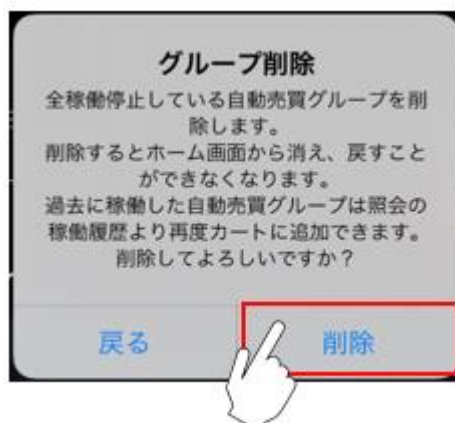 グループ削除
全稼働停止している自動売買グループを削
除します。
削除するとホーム画面から消え、戻すこと
ができなくなります。
過去に稼働した自動売買グループは照会の
稼働履歴より再度カートに追加できます。
削除してよろしいですか？
戻る
削除